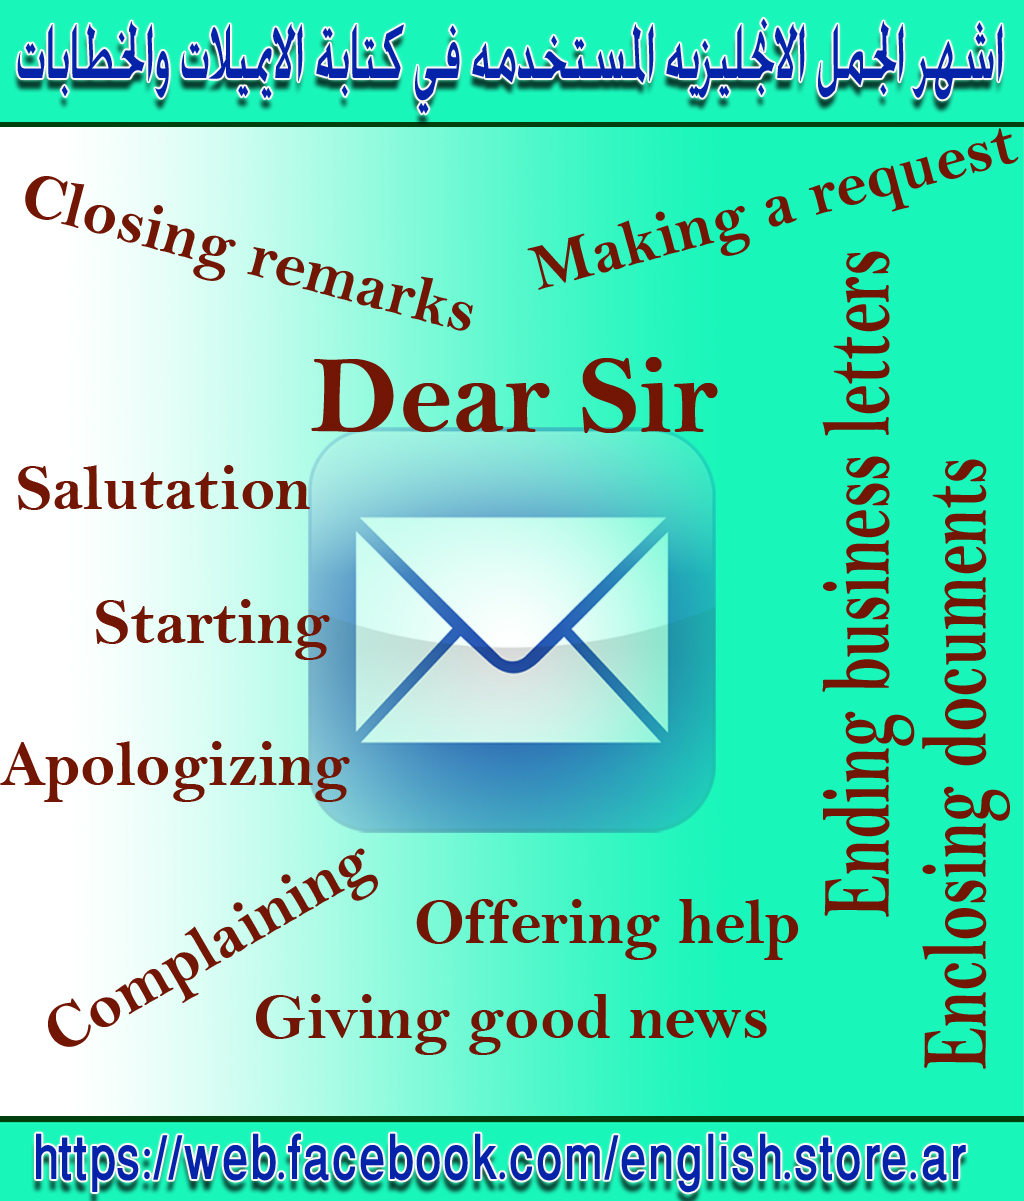 اشهر الجمل الانجليزيه المستخدمه في كتابة الايميلات والخطابات
Closing remarks
Making a request
Dear Sir
Salutation
Starting
Apologizing
Complaining
Offering help
Giving good news
Ending business letters
Enclosing documents
https://web.facebook.com/english.store.ar